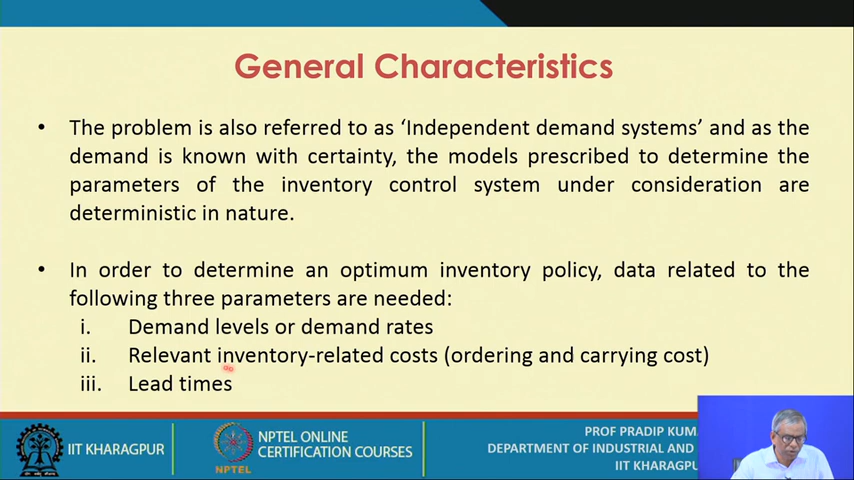 General Characteristics
• The problem is also referred to as ‘Independent demand systems’ and as the
demand is known with certainty, the models prescribed to determine the
parameters of the inventory control system under consideration are
deterministic in nature.
• In order to determine an optimum inventory policy, data related to the
following three parameters are needed:
i. Demand levels or demand rates
ii. Relevant inventory-related costs (ordering and carrying cost)
iii. Lead times
IIT KHARAGPUR
NPTEL
NPTEL ONLINE
CERTIFICATION COURSES
PROF PRADIP
DEPARTMENT OF INDUSTRIAL AND
IIT KHARAGPUR